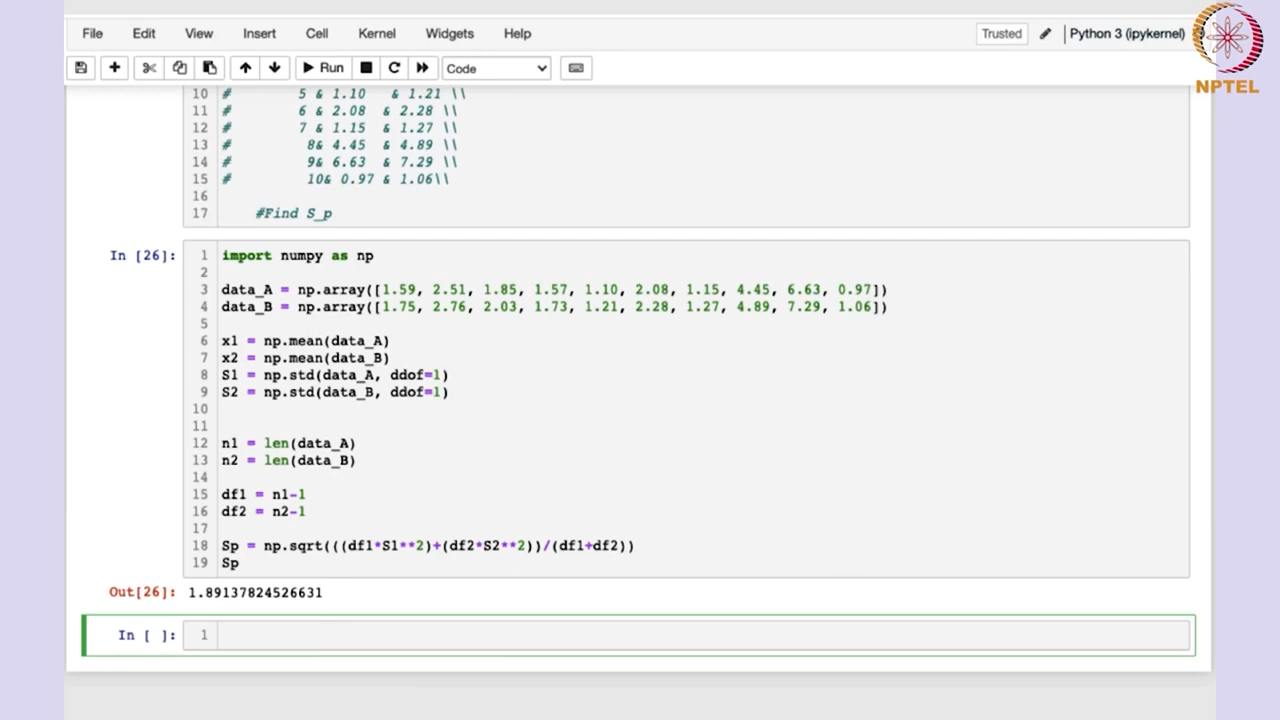 File Edit View Insert Cell Kernel Widgets Help Trusted Python 3 (ipykernel)
NPTEL
Run Code
10 # 5 & 1.10 & 1.21 \\
11 # 6 & 2.08 & 2.28 \\
12 # 7 & 1.15 & 1.27 \\
13 # 8& 4.45 & 4.89 \\
14 # 9& 6.63 & 7.29 \\
15 # 10& 0.97 & 1.06\\
16
17 #Find S_p
In [26]: 1 import numpy as np
2
3 data_A = np.array([1.59, 2.51, 1.85, 1.57, 1.10, 2.08, 1.15, 4.45, 6.63, 0.97])
4 data_B = np.array([1.75, 2.76, 2.03, 1.73, 1.21, 2.28, 1.27, 4.89, 7.29, 1.06])
5
6 x1 = np.mean(data_A)
7 x2 = np.mean(data_B)
8 S1 = np.std(data_A, ddof=1)
9 S2 = np.std(data_B, ddof=1)
10
11
12 n1 = len(data_A)
13 n2 = len(data_B)
14
15 df1 = n1-1
16 df2 = n2-1
17
18 Sp = np.sqrt(((df1*S1**2)+(df2*S2**2))/(df1+df2))
19 Sp
Out[26]: 1.89137824526631
In [ ]: 1